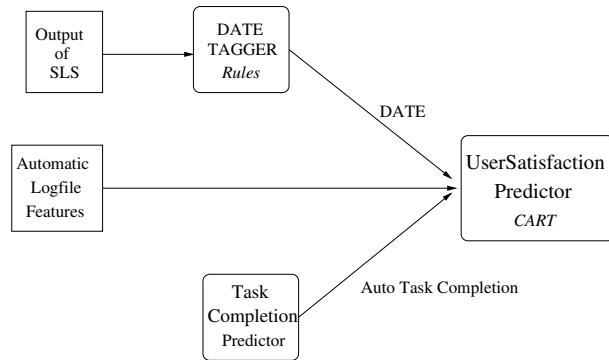 Output
of
SLS
DATE
TAGGER
Rules
DATE
Automatic
Logfile
Features
UserSatisfaction
Predictor
CART
Task
Completion
Predictor
Auto Task Completion